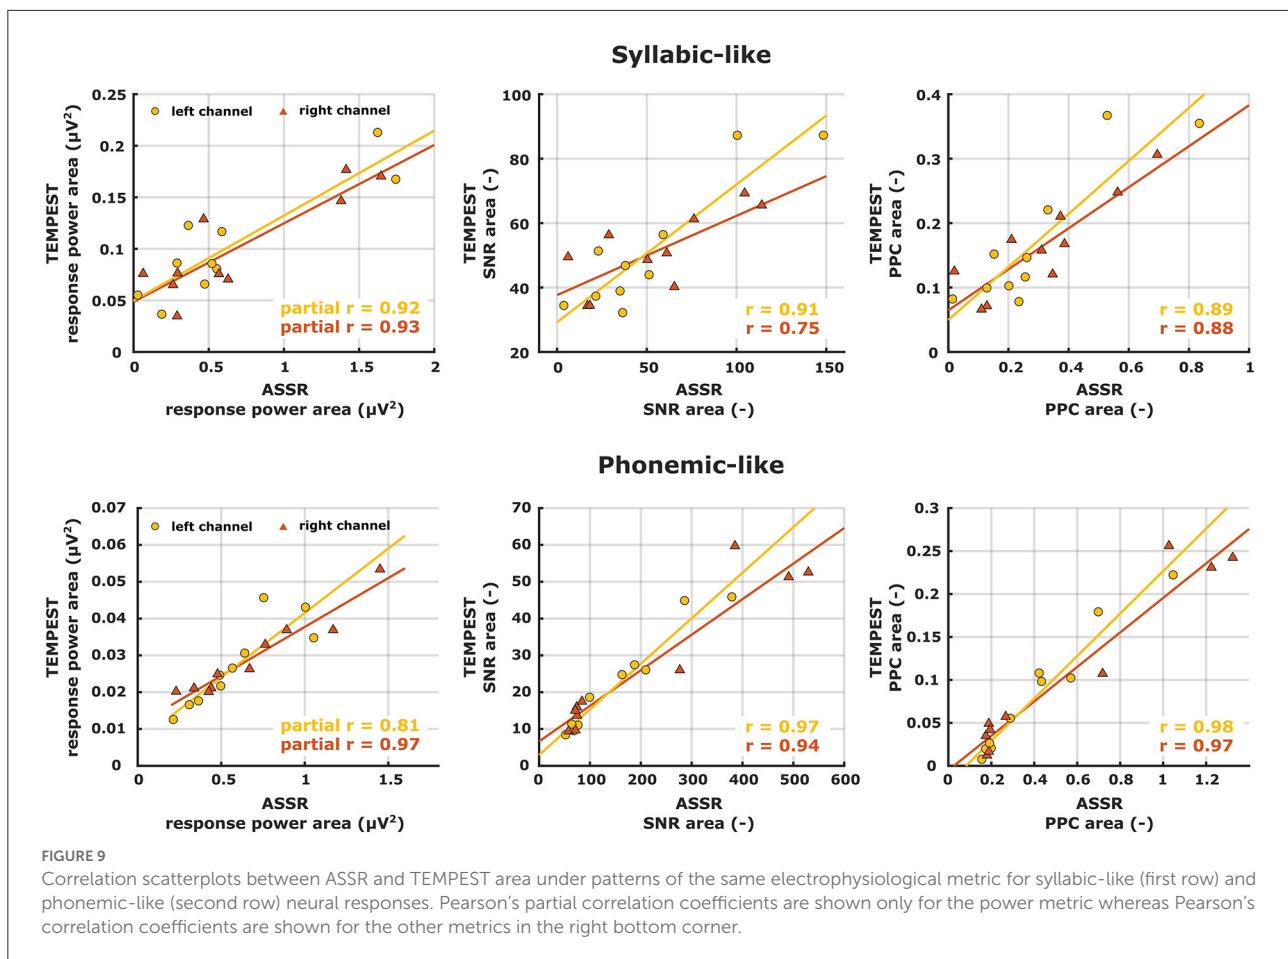 Syllabic-like
TEMPEST
response power area (µV²)
0.25
0.2
0.15
0.1
0.05
0
left channel
right channel
partial r = 0.92
partial r = 0.93
0
0.5
1
1.5
2
ASSR
response power area (µV²)
TEMPEST
SNR area (-)
100
80
60
40
20
r = 0.91
r = 0.75
0
50
100
150
ASSR
SNR area (-)
TEMPEST
PPC area (-)
0.4
0.3
0.2
0.1
0
r = 0.89
r = 0.88
0
0.2
0.4
0.6
0.8
1
ASSR
PPC area (-)
Phonemic-like
TEMPEST
response power area (µV²)
0.07
0.06
0.05
0.04
0.03
0.02
0.01
0
left channel
right channel
partial r = 0.81
partial r = 0.97
0
0.5
1
1.5
ASSR
response power area (µV²)
TEMPEST
SNR area (-)
70
60
50
40
30
20
10
0
r = 0.97
r = 0.94
0
100
200
300
400
500
600
ASSR
SNR area (-)
TEMPEST
PPC area (-)
0.3
0.25
0.2
0.15
0.1
0.05
0
r = 0.98
r = 0.97
0
0.2
0.4
0.6
0.8
1
1.2
ASSR
PPC area (-)
FIGURE 9
Correlation scatterplots between ASSR and TEMPEST area under patterns of the same electrophysiological metric for syllabic-like (first row) and
phonemic-like (second row) neural responses. Pearson's partial correlation coefficients are shown only for the power metric whereas Pearson's
correlation coefficients are shown for the other metrics in the right bottom corner.